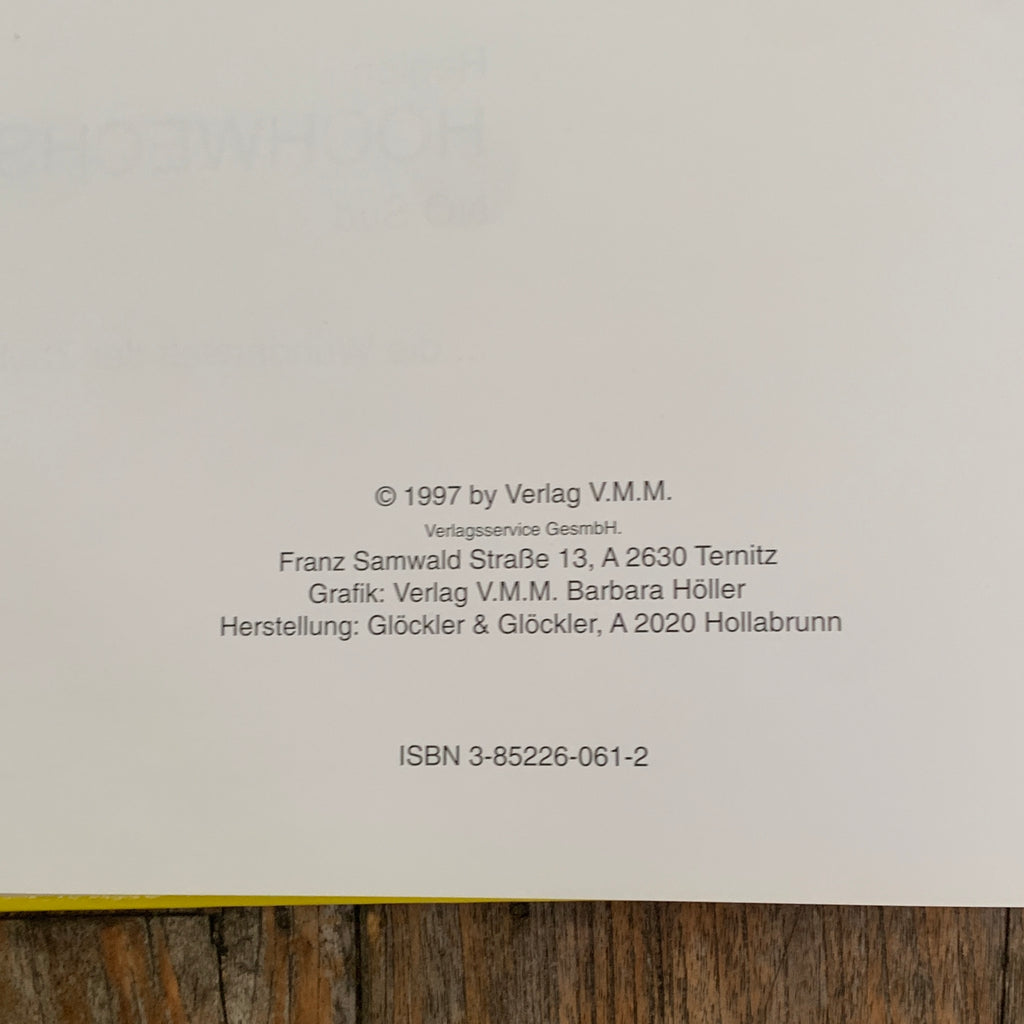 © 1997 by Verlag V.M.M.
Verlagsservice GesmbH.
Franz Samwald Straße 13, A 2630 Ternitz
Grafik: Verlag V.M.M. Barbara Höller
Herstellung: Glöckler & Glöckler, A 2020 Hollabrunn
ISBN 3-85226-061-2